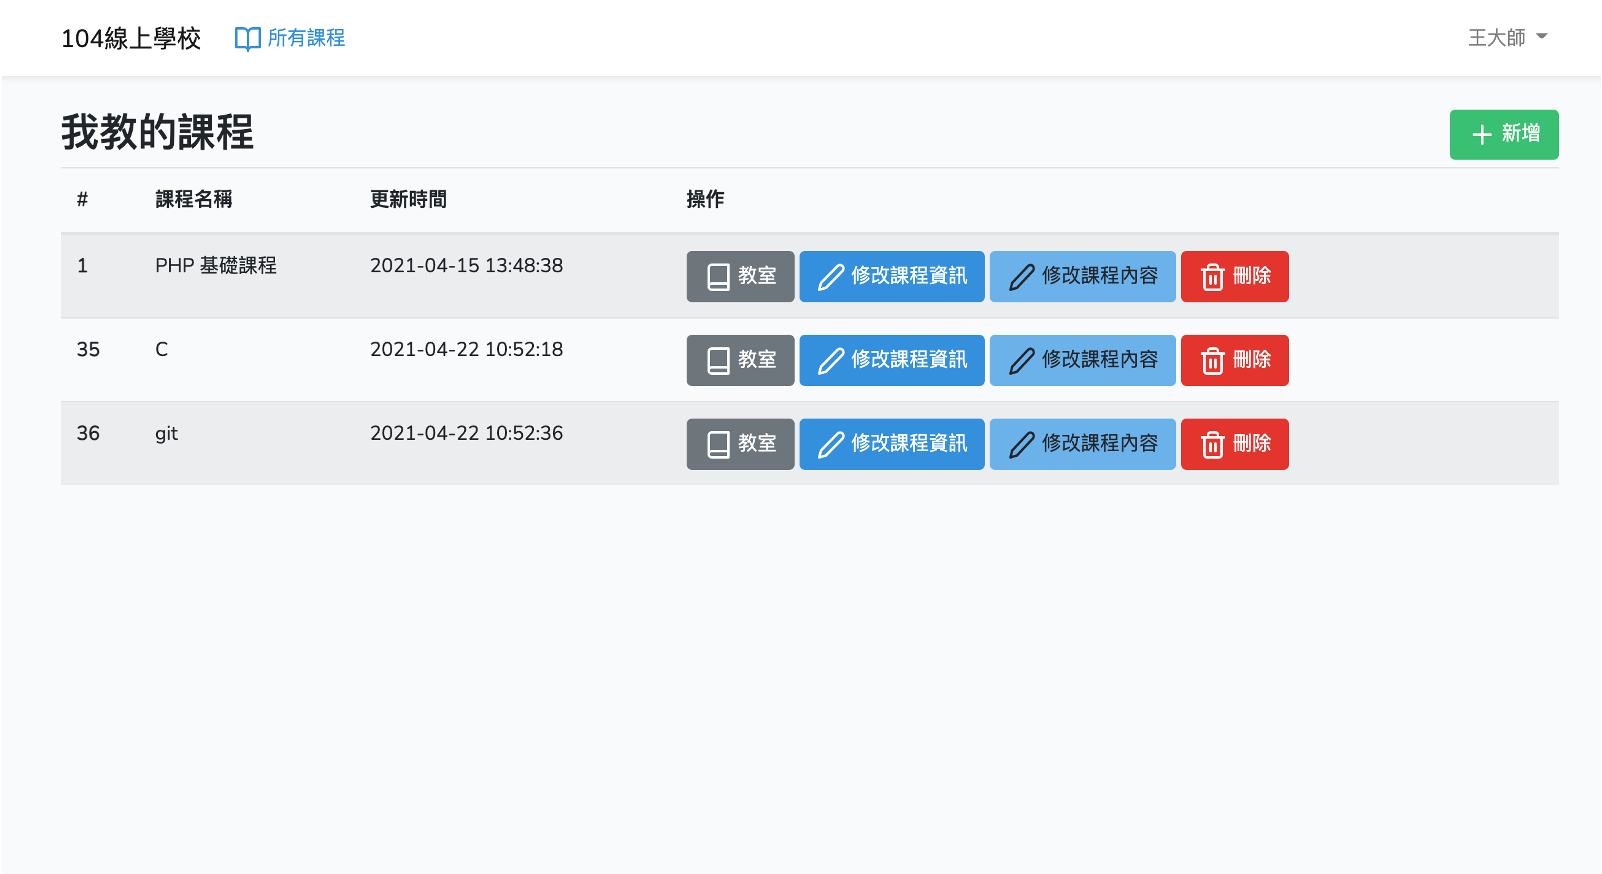 104線上學校 所有課程 王大師
我教的課程 新增
# 課程名稱 更新時間 操作
1 PHP 基礎課程 2021-04-15 13:48:38 教室 修改課程資訊 修改課程內容 刪除
35 C 2021-04-22 10:52:18 教室 修改課程資訊 修改課程內容 刪除
36 git 2021-04-22 10:52:36 教室 修改課程資訊 修改課程內容 刪除